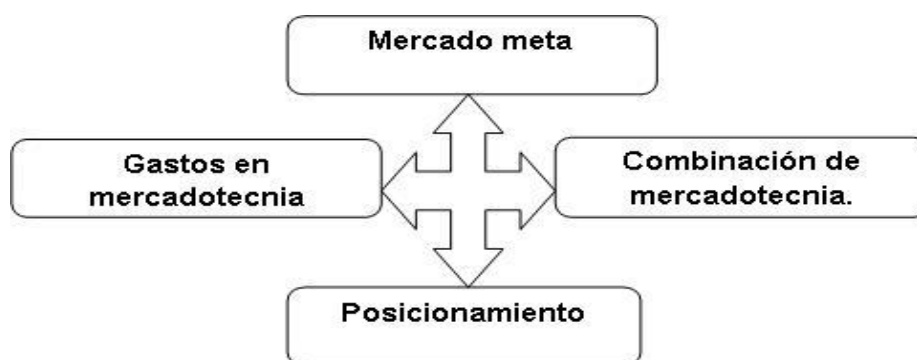 Mercado meta
Gastos en
mercadotecnia
Combinación de
mercadotecnia.
Posicionamiento